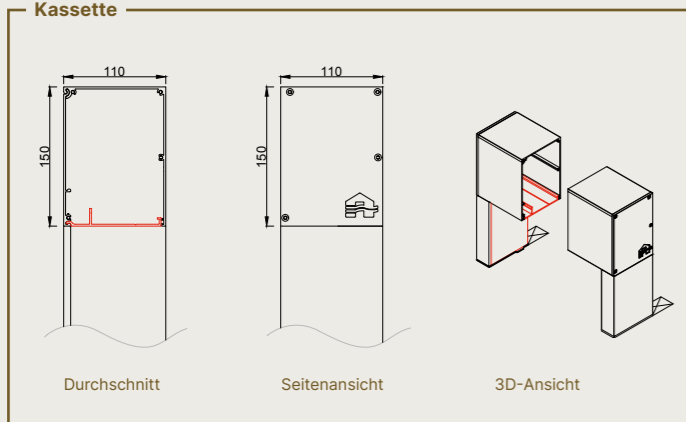 Kassette
110
110
150
150
Durchschnitt
Seitenansicht
3D-Ansicht